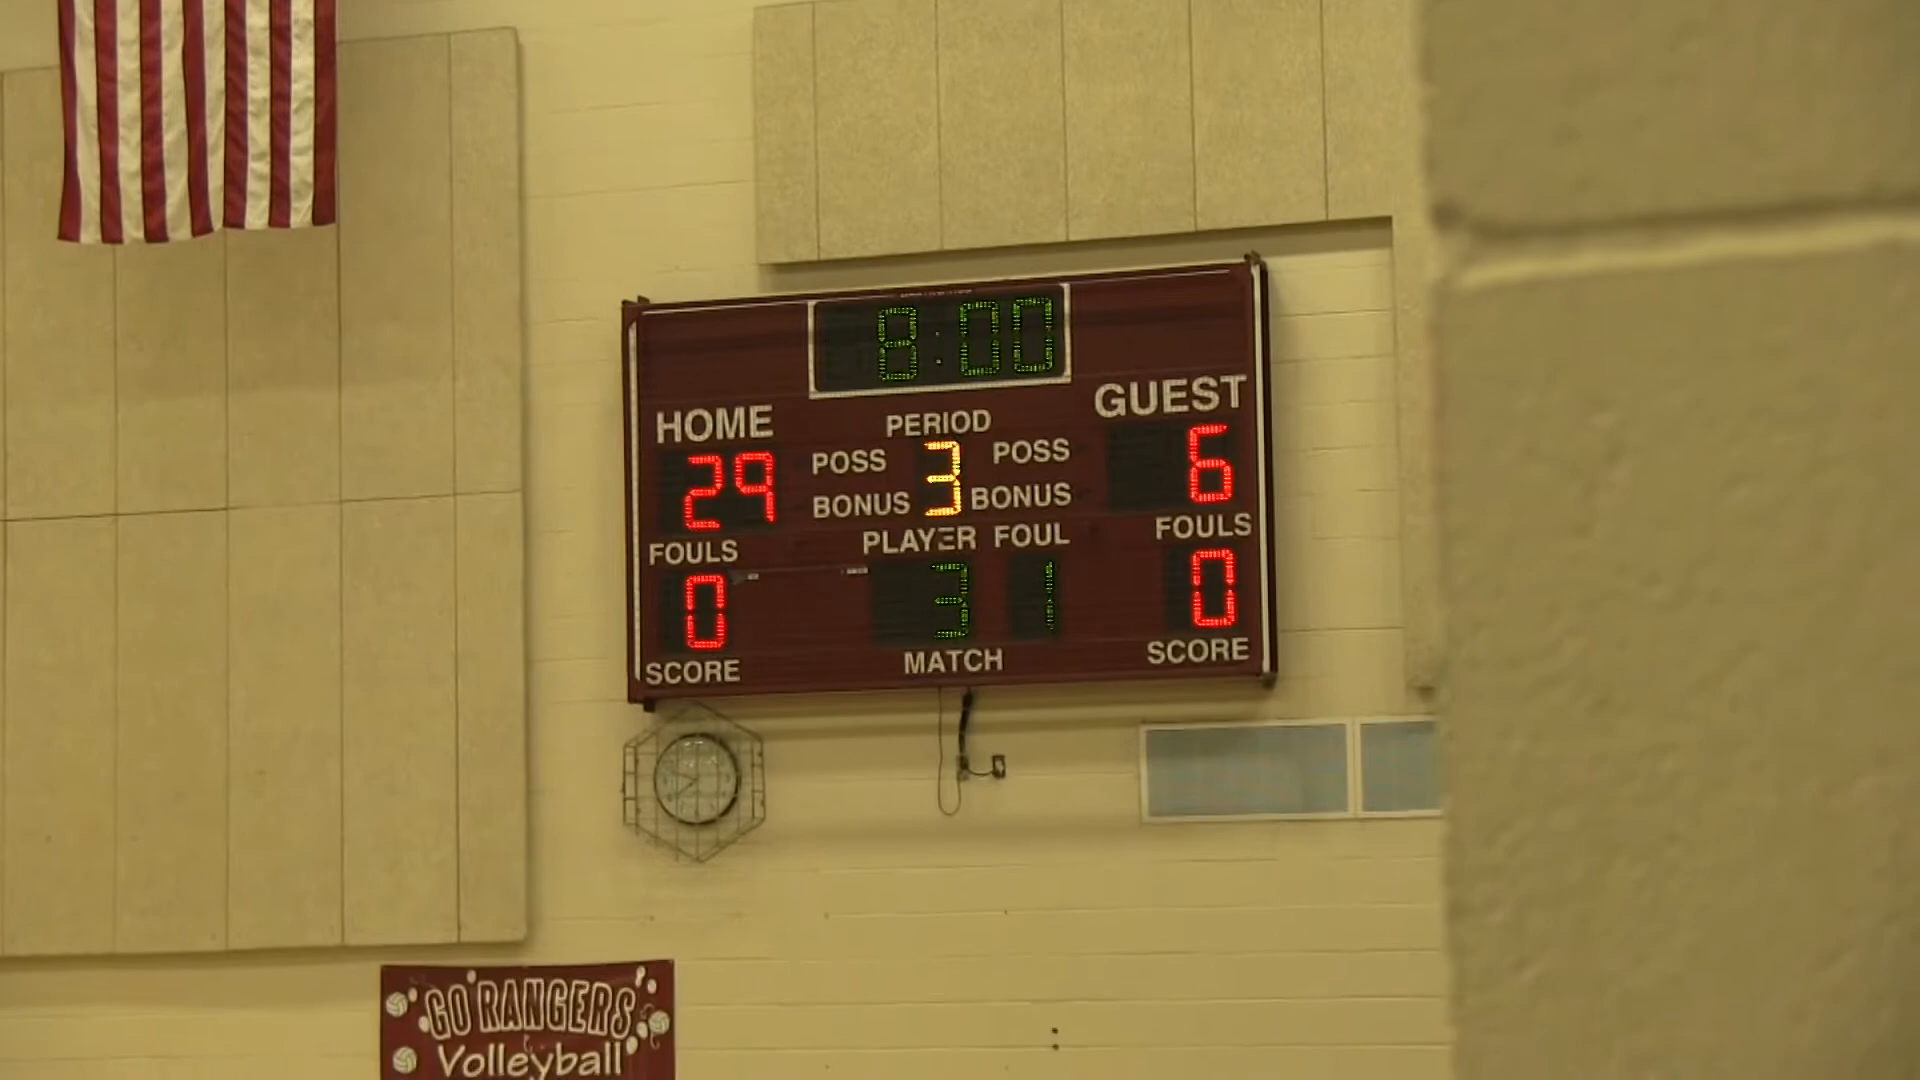 8:00
HOME PERIOD GUEST
29 POSS 3 POSS 6
BONUS BONUS
FOULS PLAYER FOUL FOULS
0 3 1 0
SCORE MATCH SCORE
GO RANGERS
Volleyball